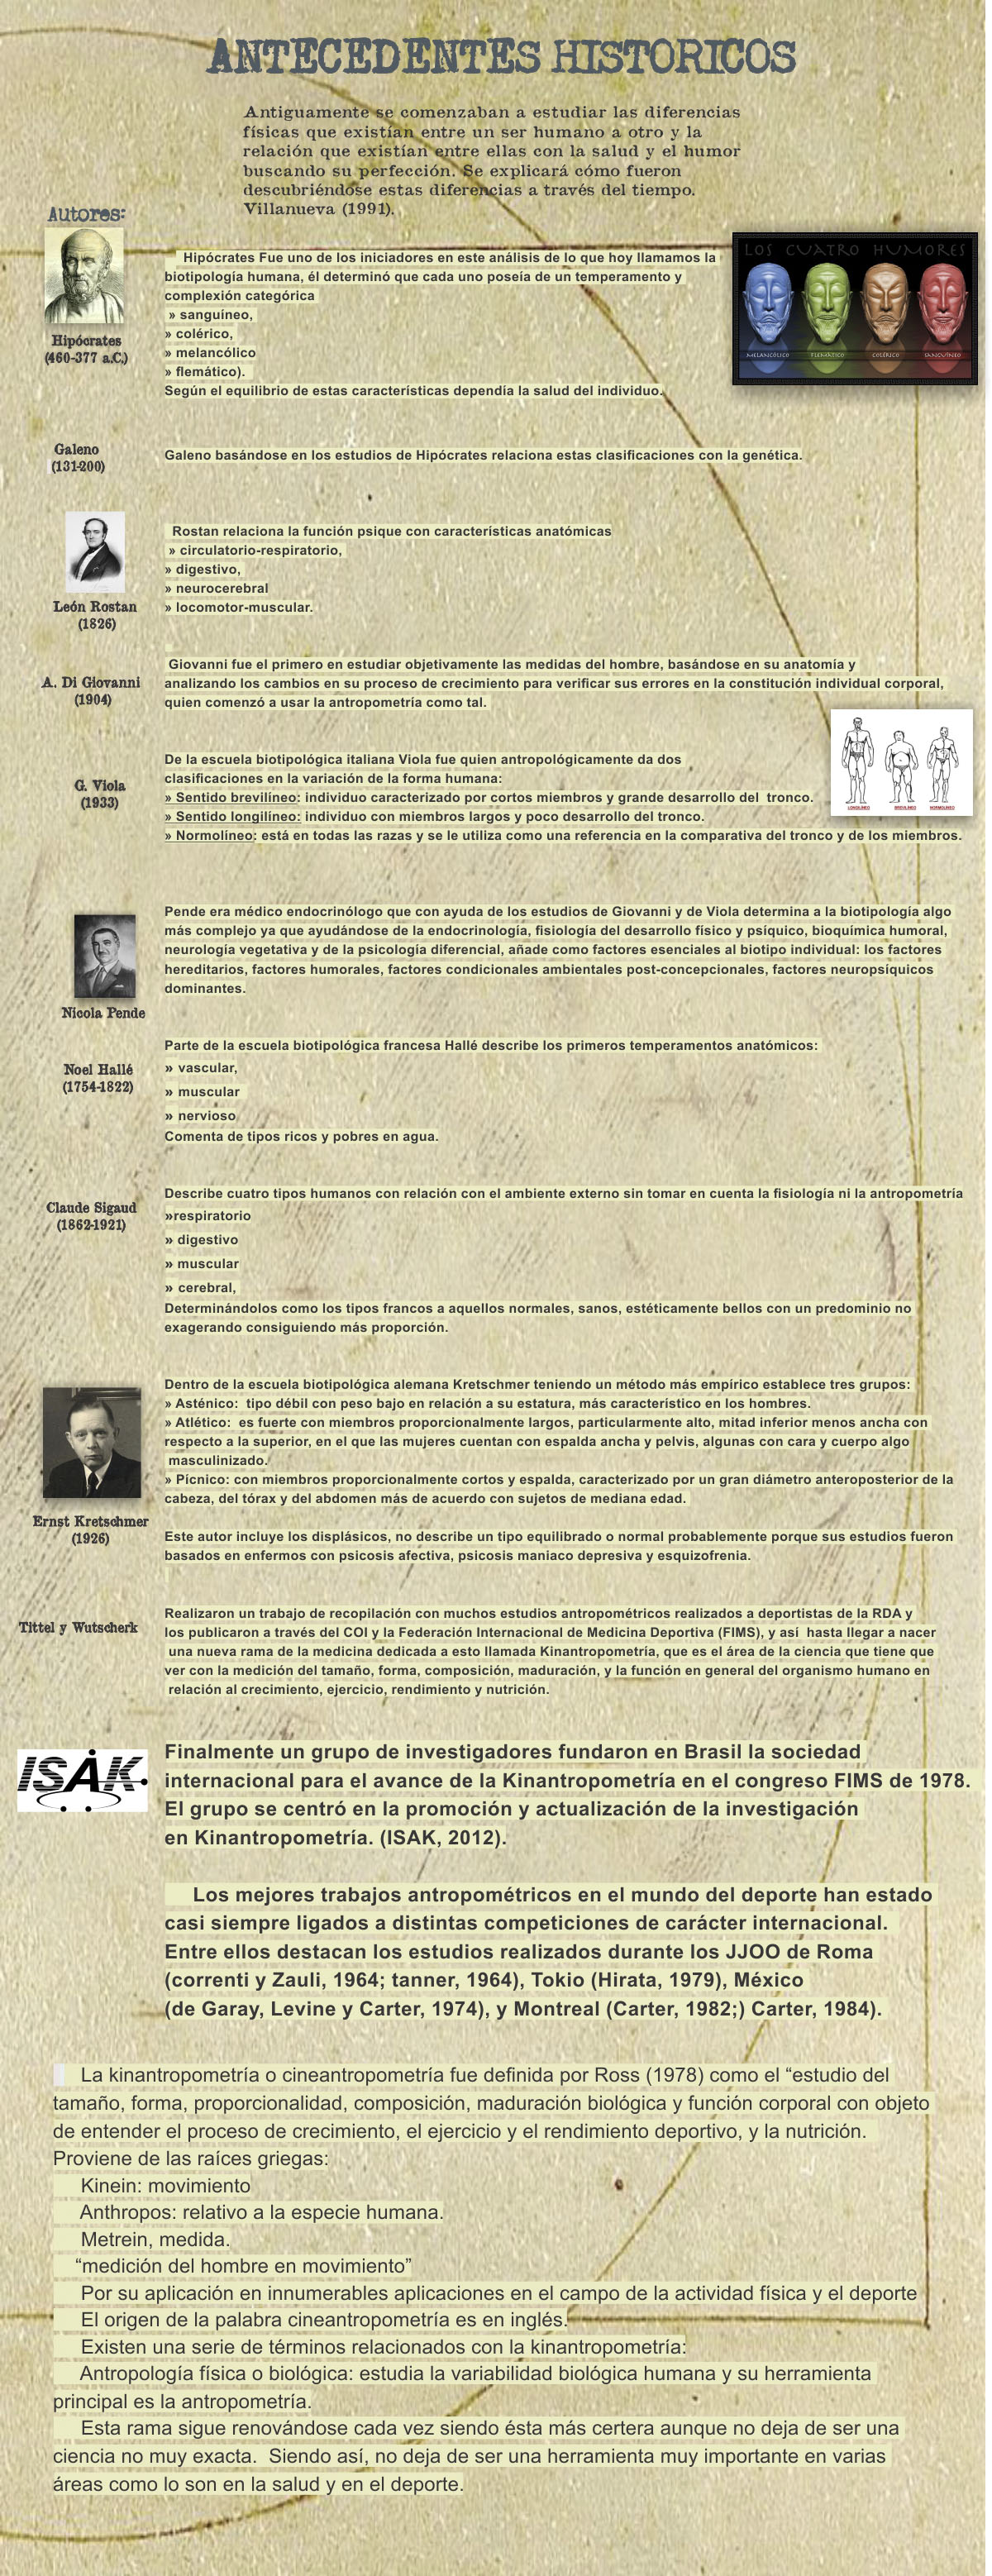 ANTECEDENTES HISTORICOS
Antiguamente se comenzaban a estudiar las diferencias
físicas que existían entre un ser humano a otro y la
relación que existían entre ellas con la salud y el humor
buscando su perfección. Se explicará cómo fueron
descubriéndose estas diferencias a través del tiempo.
Villanueva (1991).
Autores:
Hipócrates
(460-377 a.C.)
Hipócrates Fue uno de los iniciadores en este análisis de lo que hoy llamamos la
biotipología humana, él determinó que cada uno poseía de un temperamento y
complexión categórica
» sanguíneo,
» colérico,
» melancólico
» flemático).
Según el equilibrio de estas características dependía la salud del individuo.
LOS CUATRO HUMORES
MELANCÓLICO FLEMÁTICO COLÉRICO SANGUÍNEO
Galeno
(131-200)
Galeno basándose en los estudios de Hipócrates relaciona estas clasificaciones con la genética.
León Rostan
(1826)
Rostan relaciona la función psique con características anatómicas
» circulatorio-respiratorio,
» digestivo,
» neurocerebral
» locomotor-muscular.
A. Di Giovanni
(1904)
Giovanni fue el primero en estudiar objetivamente las medidas del hombre, basándose en su anatomía y
analizando los cambios en su proceso de crecimiento para verificar sus errores en la constitución individual corporal,
quien comenzó a usar la antropometría como tal.
G. Viola
(1933)
De la escuela biotipológica italiana Viola fue quien antropológicamente da dos
clasificaciones en la variación de la forma humana:
» Sentido brevilíneo: individuo caracterizado por cortos miembros y grande desarrollo del tronco.
» Sentido longilíneo: individuo con miembros largos y poco desarrollo del tronco.
» Normolíneo: está en todas las razas y se le utiliza como una referencia en la comparativa del tronco y de los miembros.
LONGILÍNEO BREVILÍNEO NORMOLÍNEO
Nicola Pende
Pende era médico endocrinólogo que con ayuda de los estudios de Giovanni y de Viola determina a la biotipología algo
más complejo ya que ayudándose de la endocrinología, fisiología del desarrollo físico y psíquico, bioquímica humoral,
neurología vegetativa y de la psicología diferencial, añade como factores esenciales al biotipo individual: los factores
hereditarios, factores humorales, factores condicionales ambientales post-concepcionales, factores neuropsíquicos
dominantes.
Noel Hallé
(1754-1822)
Parte de la escuela biotipológica francesa Hallé describe los primeros temperamentos anatómicos:
» vascular,
» muscular
» nervioso
Comenta de tipos ricos y pobres en agua.
Claude Sigaud
(1862-1921)
Describe cuatro tipos humanos con relación con el ambiente externo sin tomar en cuenta la fisiología ni la antropometría
»respiratorio
» digestivo
» muscular
» cerebral,
Determinándolos como los tipos francos a aquellos normales, sanos, estéticamente bellos con un predominio no
exagerando consiguiendo más proporción.
Ernst Kretschmer
(1926)
Dentro de la escuela biotipológica alemana Kretschmer teniendo un método más empírico establece tres grupos:
» Asténico: tipo débil con peso bajo en relación a su estatura, más característico en los hombres.
» Atlético: es fuerte con miembros proporcionalmente largos, particularmente alto, mitad inferior menos ancha con
respecto a la superior, en el que las mujeres cuentan con espalda ancha y pelvis, algunas con cara y cuerpo algo
masculinizado.
» Pícnico: con miembros proporcionalmente cortos y espalda, caracterizado por un gran diámetro anteroposterior de la
cabeza, del tórax y del abdomen más de acuerdo con sujetos de mediana edad.
Este autor incluye los displásicos, no describe un tipo equilibrado o normal probablemente porque sus estudios fueron
basados en enfermos con psicosis afectiva, psicosis maniaco depresiva y esquizofrenia.
Tittel y Wutscherk
Realizaron un trabajo de recopilación con muchos estudios antropométricos realizados a deportistas de la RDA y
los publicaron a través del COI y la Federación Internacional de Medicina Deportiva (FIMS), y así hasta llegar a nacer
una nueva rama de la medicina dedicada a esto llamada Kinantropometría, que es el área de la ciencia que tiene que
ver con la medición del tamaño, forma, composición, maduración, y la función en general del organismo humano en
relación al crecimiento, ejercicio, rendimiento y nutrición.
ISAK
Finalmente un grupo de investigadores fundaron en Brasil la sociedad
internacional para el avance de la Kinantropometría en el congreso FIMS de 1978.
El grupo se centró en la promoción y actualización de la investigación
en Kinantropometría. (ISAK, 2012).
Los mejores trabajos antropométricos en el mundo del deporte han estado
casi siempre ligados a distintas competiciones de carácter internacional.
Entre ellos destacan los estudios realizados durante los JJOO de Roma
(correnti y Zauli, 1964; tanner, 1964), Tokio (Hirata, 1979), México
(de Garay, Levine y Carter, 1974), y Montreal (Carter, 1982;) Carter, 1984).
La kinantropometría o cineantropometría fue definida por Ross (1978) como el “estudio del
tamaño, forma, proporcionalidad, composición, maduración biológica y función corporal con objeto
de entender el proceso de crecimiento, el ejercicio y el rendimiento deportivo, y la nutrición.
Proviene de las raíces griegas:
Kinein: movimiento
Anthropos: relativo a la especie humana.
Metrein, medida.
“medición del hombre en movimiento”
Por su aplicación en innumerables aplicaciones en el campo de la actividad física y el deporte
El origen de la palabra cineantropometría es en inglés.
Existen una serie de términos relacionados con la kinantropometría:
Antropología física o biológica: estudia la variabilidad biológica humana y su herramienta
principal es la antropometría.
Esta rama sigue renovándose cada vez siendo ésta más certera aunque no deja de ser una
ciencia no muy exacta. Siendo así, no deja de ser una herramienta muy importante en varias
áreas como lo son en la salud y en el deporte.